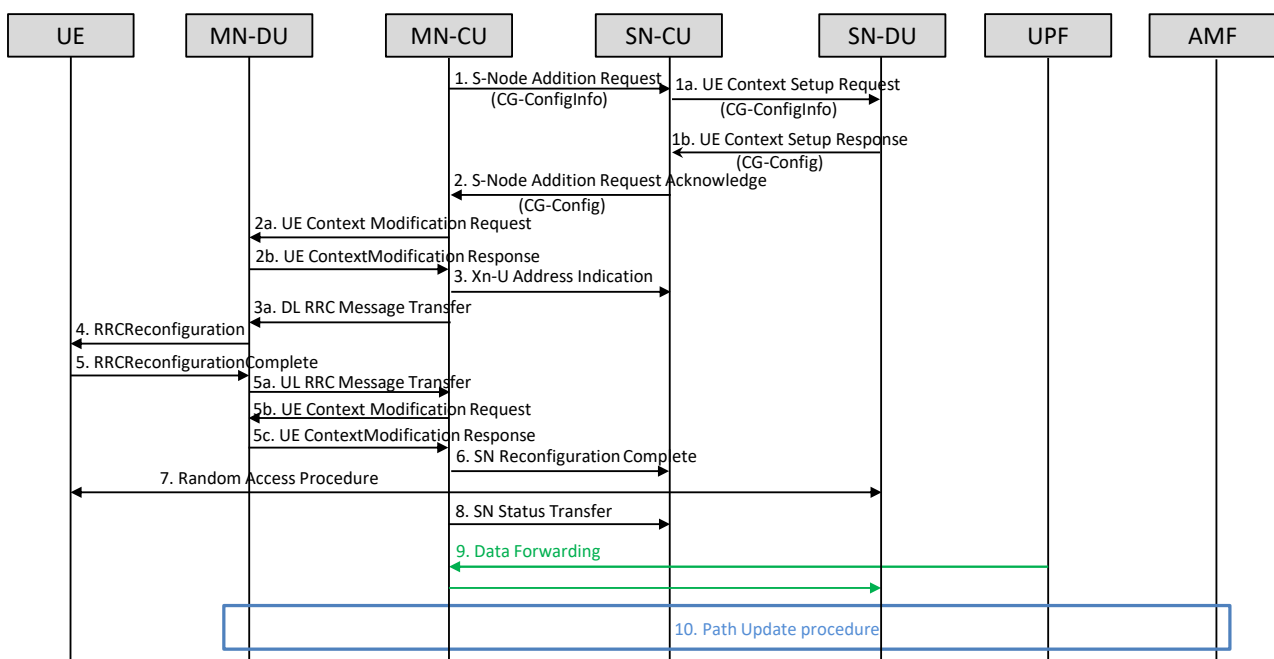 UE MN-DU MN-CU SN-CU SN-DU UPF AMF
1. S-Node Addition Request
(CG-ConfigInfo)
1a. UE Context Setup Request
(CG-ConfigInfo)
1b. UE Context Setup Response
(CG-Config)
2. S-Node Addition Request Acknowledge
(CG-Config)
2a. UE Context Modification Request
2b. UE ContextModification Response
3. Xn-U Address Indication
3a. DL RRC Message Transfer
4. RRCReconfiguration
5. RRCReconfigurationComplete
5a. UL RRC Message Transfer
5b. UE Context Modification Request
5c. UE ContextModification Response
6. SN Reconfiguration Complete
7. Random Access Procedure
8. SN Status Transfer
9. Data Forwarding
10. Path Update procedure